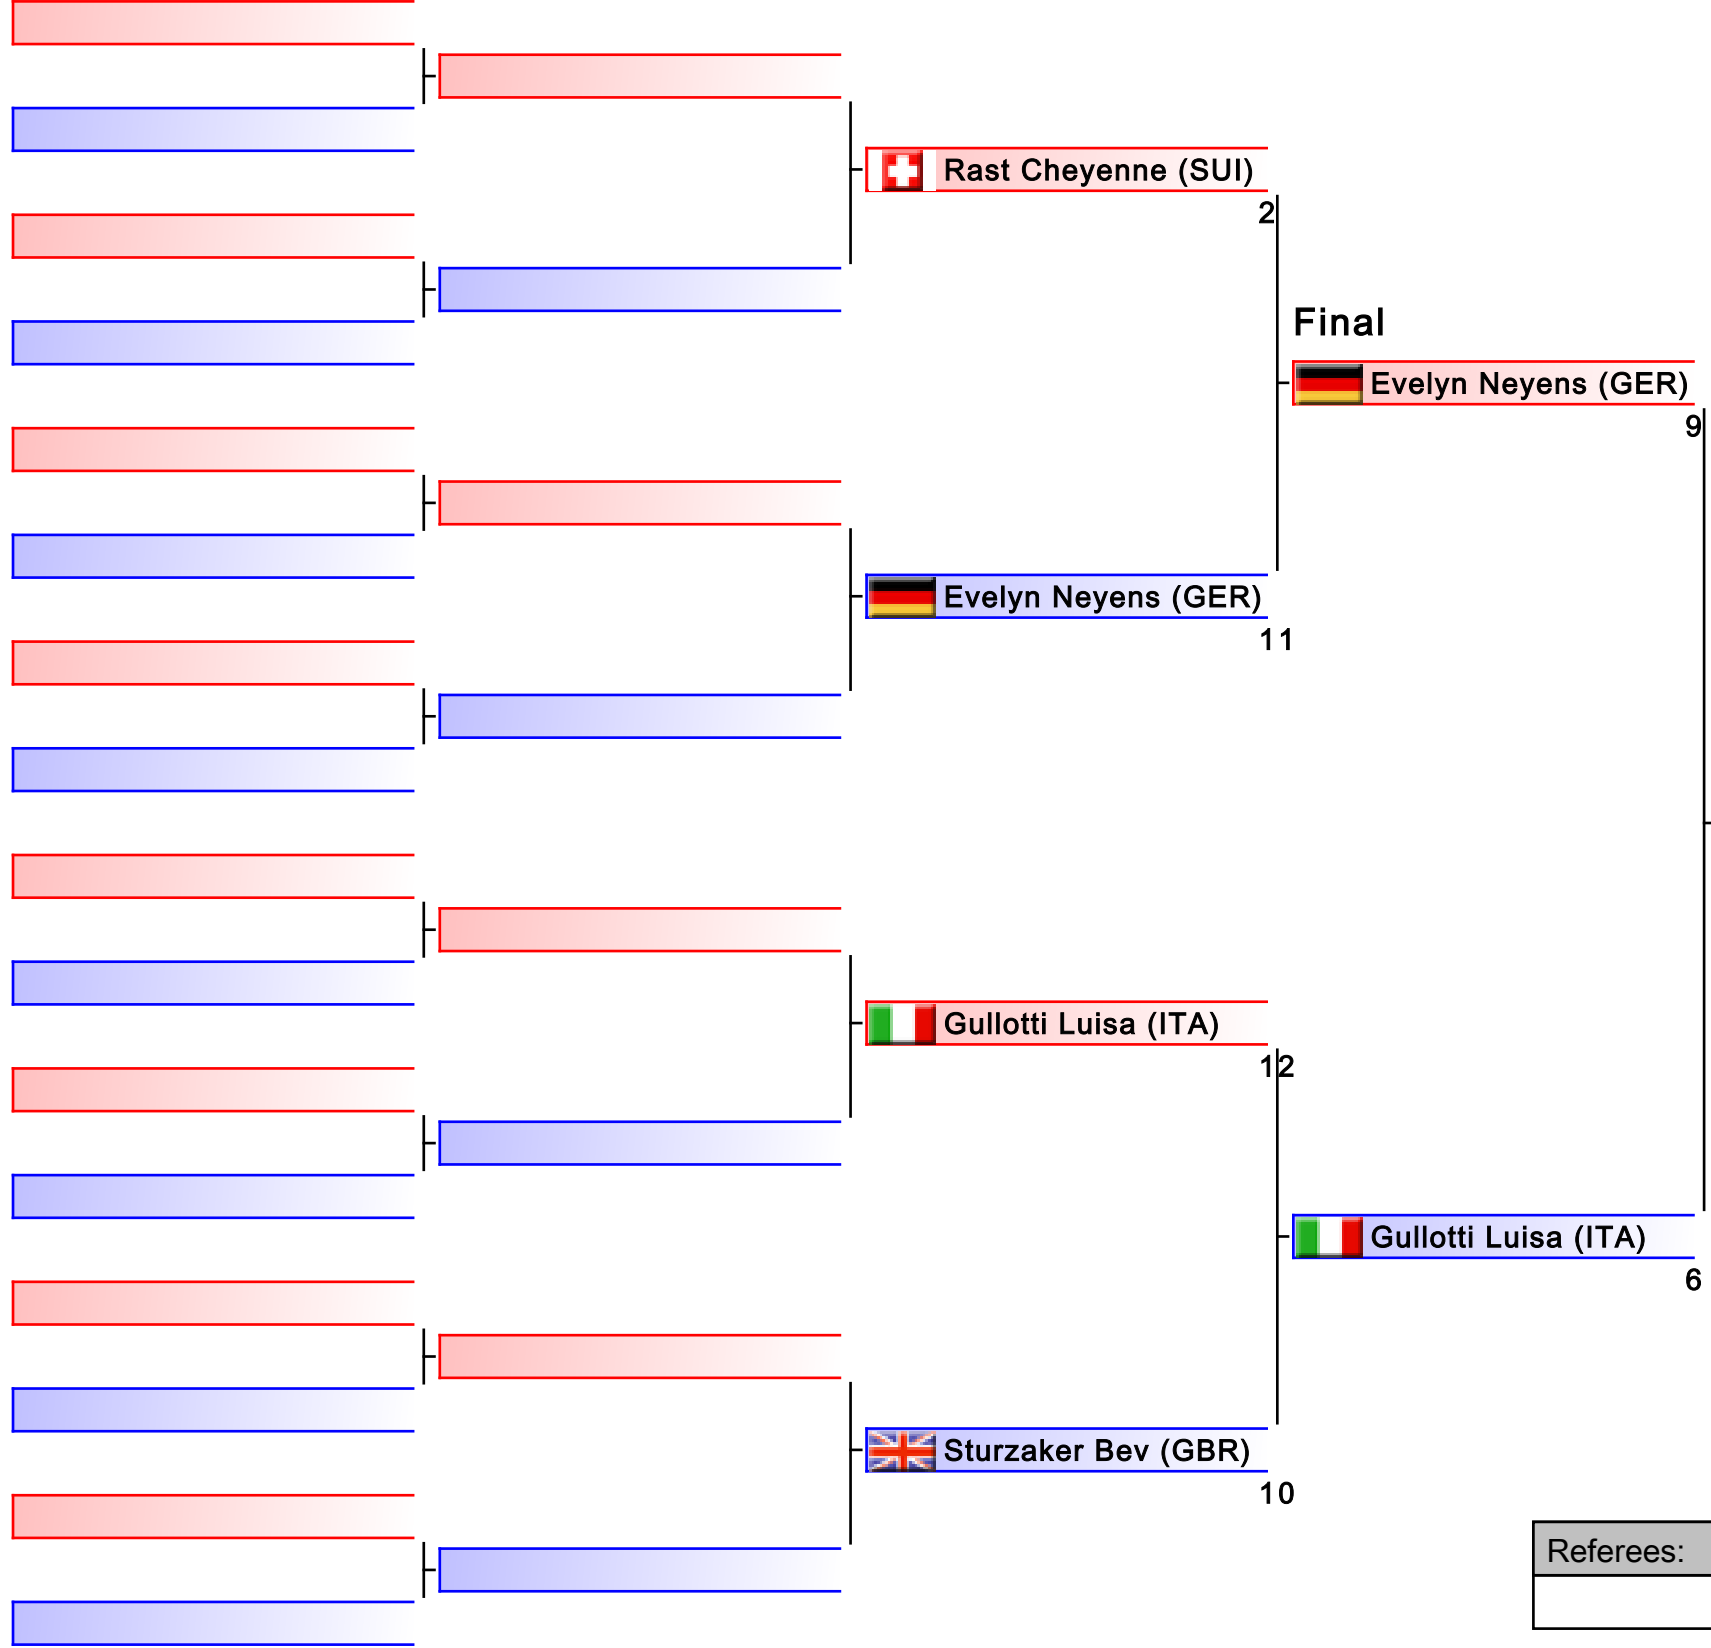 Rast Cheyenne (SUI)
2
Final
Evelyn Neyens (GER)
9
Evelyn Neyens (GER)
11
Gullotti Luisa (ITA)
12
Gullotti Luisa (ITA)
6
Sturzaker Bev (GBR)
10
Referees: